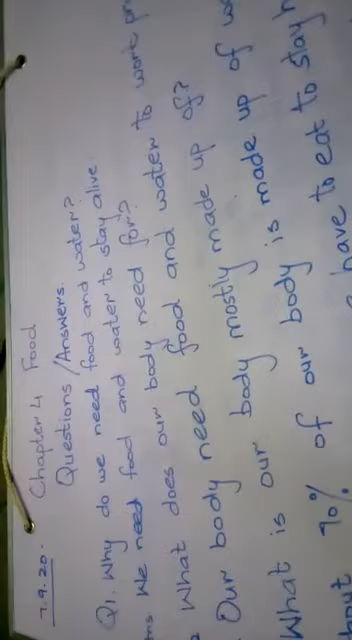 7.9.20.
Chapter 4 Food
Questions/Answers.
Q1. Why do we need food and water?
Ans. We need food and water to stay alive.
What does our body need for?
Our body need food and water to work
What is our body mostly made up of?
90% of our body is made up of
have to eat to stay